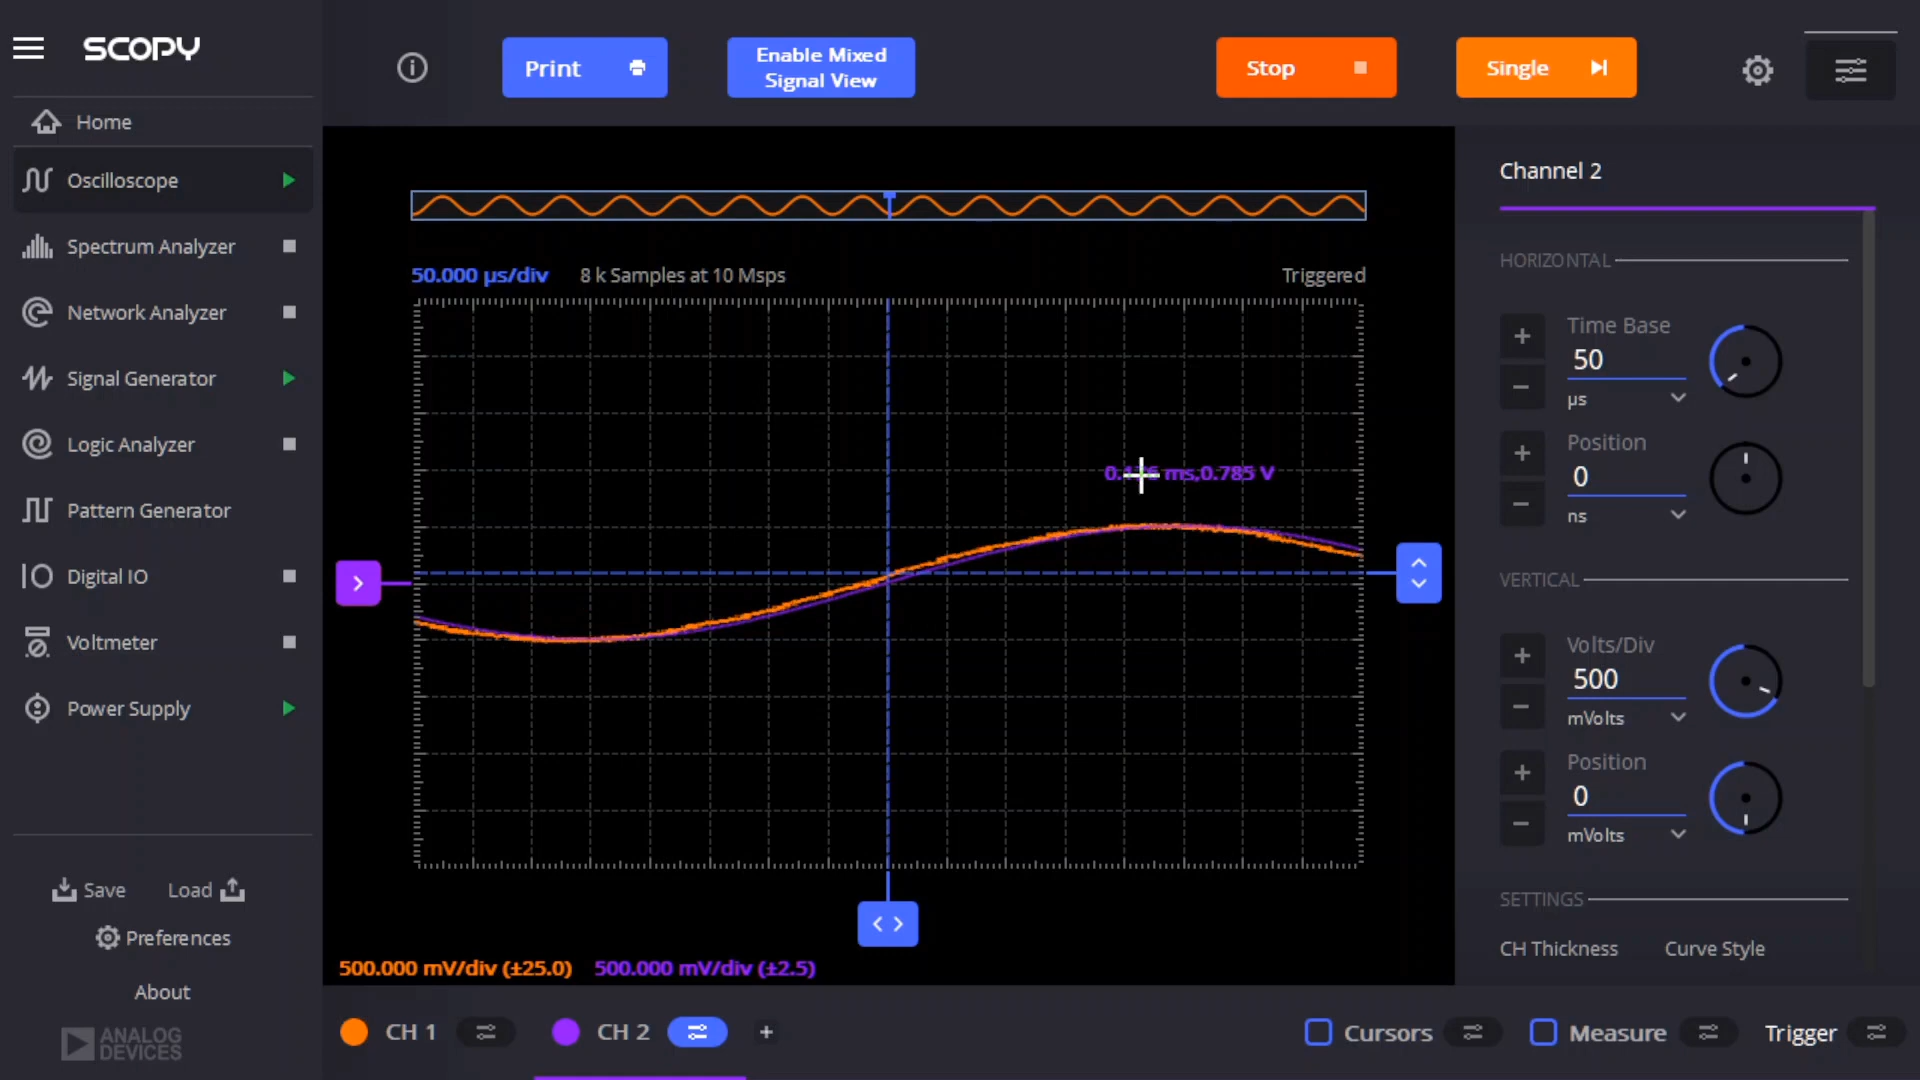 SCOPY
Print
Enable Mixed
Signal View
Stop
Single
Home
Oscilloscope
Spectrum Analyzer
Network Analyzer
Signal Generator
Logic Analyzer
Pattern Generator
Digital IO
Voltmeter
Power Supply
Save
Load
Preferences
About
ANALOG
DEVICES
50.000 µs/div
8 k Samples at 10 Msps
Triggered
ms,0.785 V
500.000 mV/div (±25.0)
500.000 mV/div (±2.5)
CH 1
CH 2
+
Cursors
Measure
Trigger
Channel 2
HORIZONTAL
Time Base
50
µs
Position
0
ns
VERTICAL
Volts/Div
500
mVolts
Position
0
mVolts
SETTINGS
CH Thickness
Curve Style